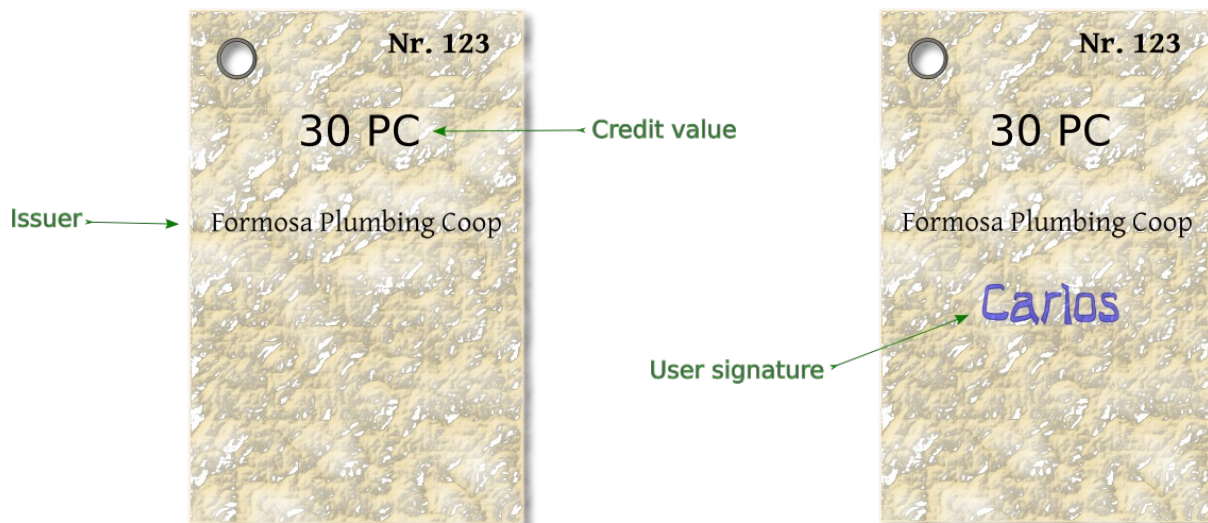 Nr. 123
30 PC
Credit value
Issuer
Formosa Plumbing Coop
Nr. 123
30 PC
Formosa Plumbing Coop
Carlos
User signature